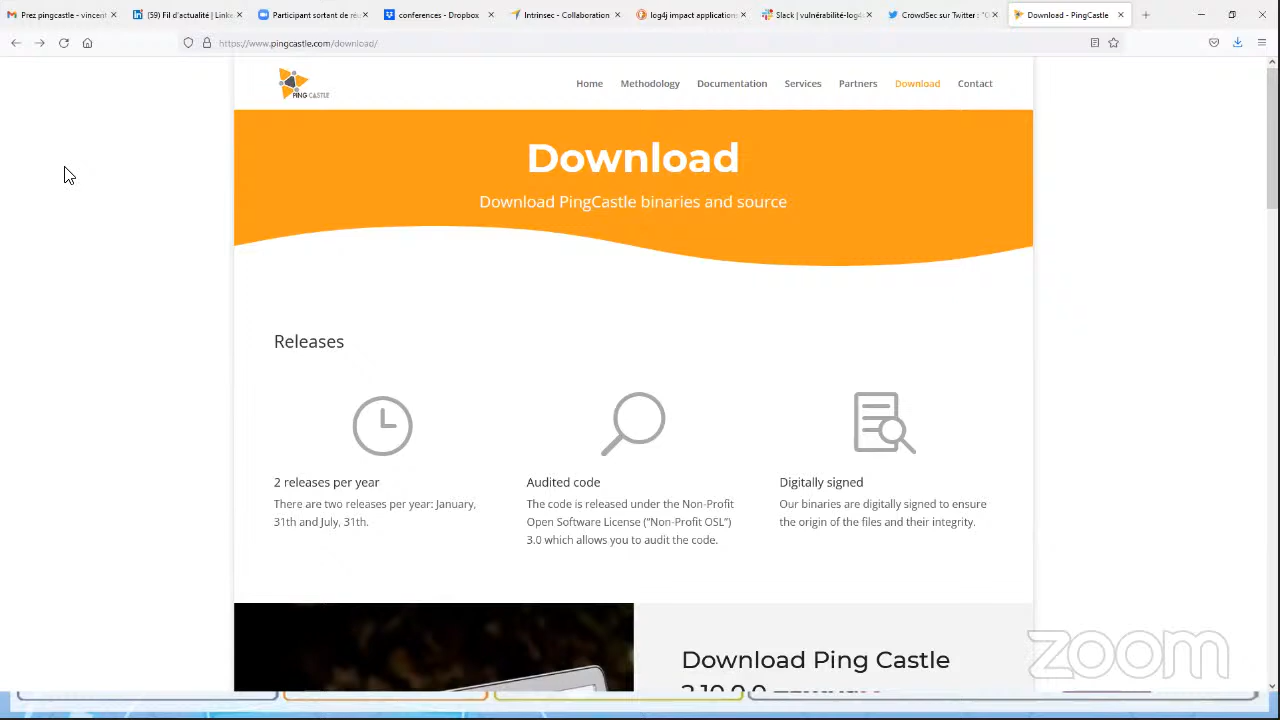 Prez pingcastle - vincent
(59) Fil d'actualité | Link
Participant entrant ré
conferences - Dropbox
Intrinsec - Collaboration
log4j impact application
Slack | vulnérabilité-log
CrowdSec sur Twitter : "
Download - PingCastle
https://www.pingcastle.com/download/
PING CASTLE
Home
Methodology
Documentation
Services
Partners
Download
Contact
Download
Download PingCastle binaries and source
Releases
2 releases per year
There are two releases per year: January,
31th and July, 31th.
Audited code
The code is released under the Non-Profit
Open Software License ("Non-Profit OSL")
3.0 which allows you to audit the code.
Digitally signed
Our binaries are digitally signed to ensure
the origin of the files and their integrity.
Download Ping Castle
zoom